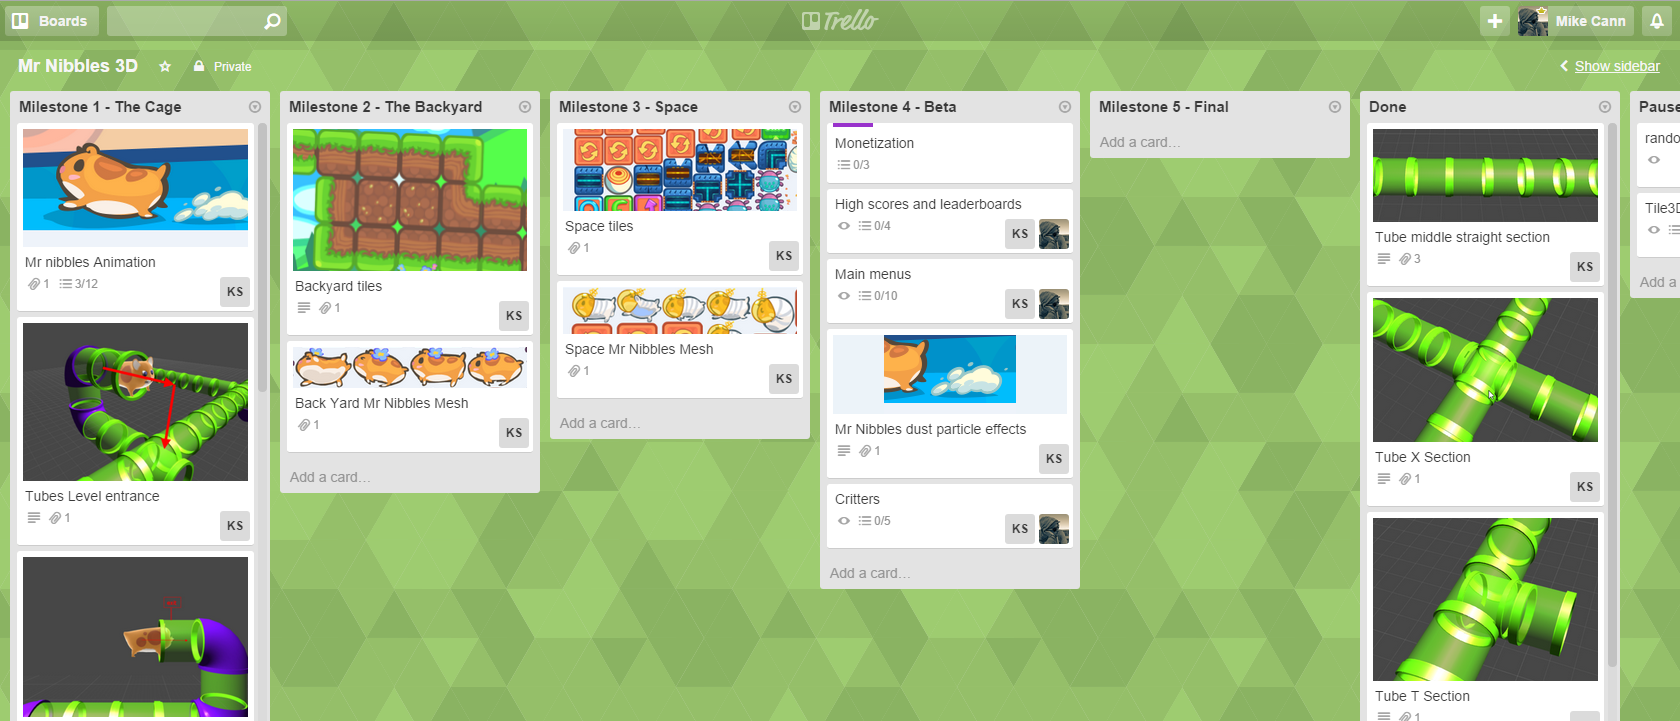 Boards
Trello
Mike Cann
Mr Nibbles 3D
Private
Show sidebar
Milestone 1 - The Cage
Mr nibbles Animation
1
3/12
KS
Tubes Level entrance
1
KS
Milestone 2 - The Backyard
Backyard tiles
1
KS
Back Yard Mr Nibbles Mesh
1
KS
Add a card…
Milestone 3 - Space
Space tiles
1
KS
Space Mr Nibbles Mesh
1
KS
Add a card…
Milestone 4 - Beta
Monetization
0/3
High scores and leaderboards
0/4
KS
Main menus
0/10
KS
Mr Nibbles dust particle effects
1
KS
Critters
0/5
KS
Add a card…
Milestone 5 - Final
Add a card…
Done
Tube middle straight section
3
KS
Tube X Section
1
KS
Tube T Section
1
Pause
rando
Tile3D
Add a